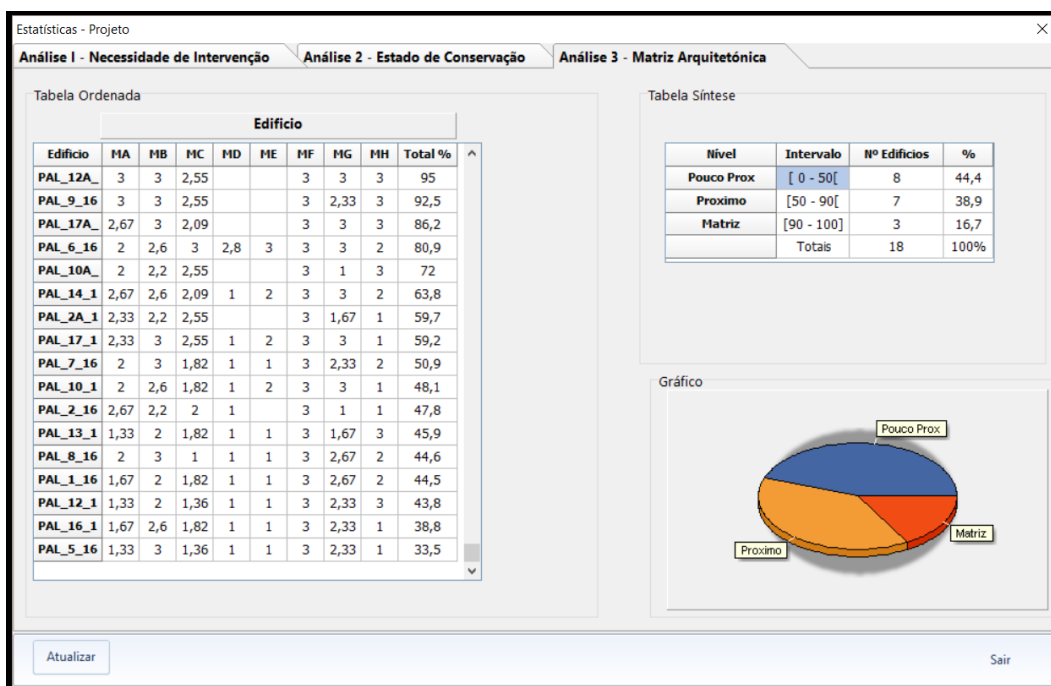 Estatísticas - Projeto
Análise I - Necessidade de Intervenção Análise 2 - Estado de Conservação Análise 3 - Matriz Arquitetónica
Tabela Ordenada
Edifício
Edifício MA MB MC MD ME MF MG MH Total %
PAL_12A_ 3 3 2,55 3 3 3 95
PAL_9_16 3 3 2,55 3 2,33 3 92,5
PAL_17A_ 2,67 3 2,09 3 3 3 86,2
PAL_6_16 2 2,6 3 2,8 3 3 3 2 80,9
PAL_10A_ 2 2,2 2,55 3 1 3 72
PAL_14_1 2,67 2,6 2,09 1 2 3 3 2 63,8
PAL_2A_1 2,33 2,2 2,55 3 1,67 1 59,7
PAL_17_1 2,33 3 2,55 1 2 3 3 1 59,2
PAL_7_16 2 3 1,82 1 1 3 2,33 2 50,9
PAL_10_1 2 2,6 1,82 1 2 3 3 1 48,1
PAL_2_16 2,67 2,2 2 1 3 1 1 47,8
PAL_13_1 1,33 2 1,82 1 1 3 1,67 3 45,9
PAL_8_16 2 3 1 1 1 3 2,67 2 44,6
PAL_1_16 1,67 2 1,82 1 1 3 2,67 2 44,5
PAL_12_1 1,33 2 1,36 1 1 3 2,33 3 43,8
PAL_16_1 1,67 2,6 1,82 1 1 3 2,33 1 38,8
PAL_5_16 1,33 3 1,36 1 1 3 2,33 1 33,5
Tabela Síntese
Nível Intervalo Nº Edifícios %
Pouco Prox [ 0 - 50[ 8 44,4
Proximo [50 - 90[ 7 38,9
Matriz [90 - 100] 3 16,7
Totais 18 100%
Gráfico
Pouco Prox
Matriz
Proximo
Atualizar
Sair